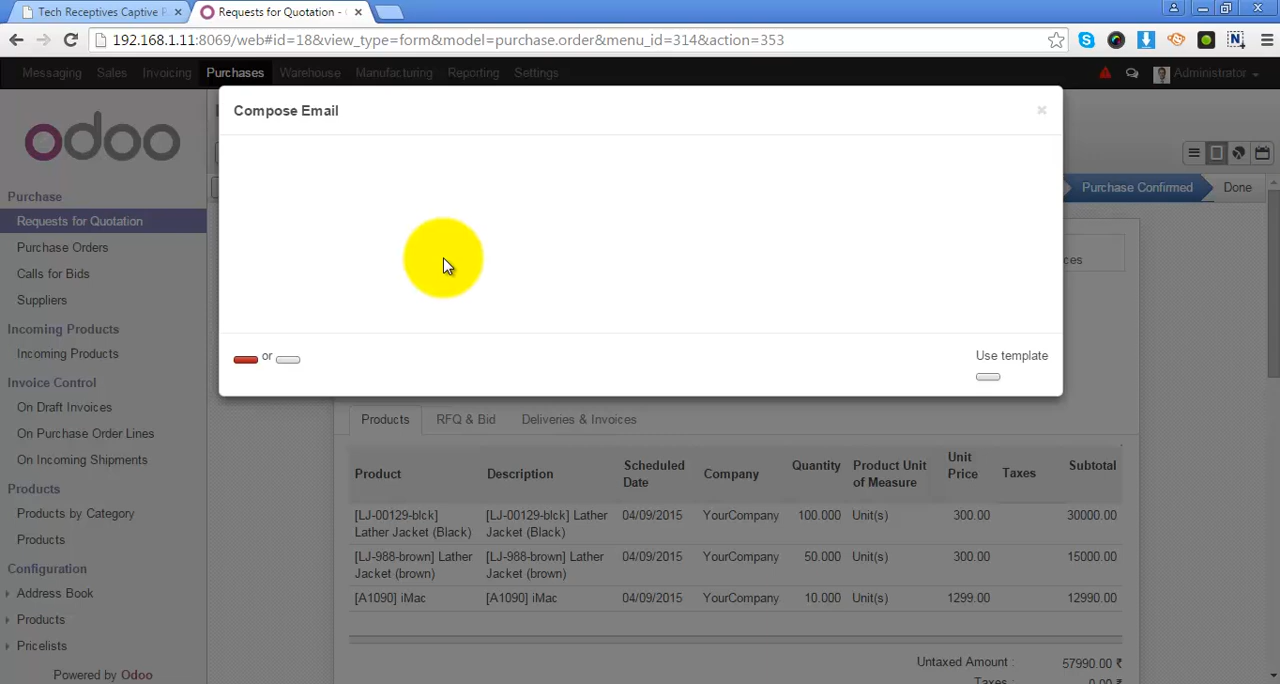 Tech Receptives Captive P
Requests for Quotation -
192.168.1.11:8069/web#id=18&view_type=form&model=purchase.order&menu_id=314&action=353
Messaging Sales Invoicing Purchases Warehouse Manufacturing Reporting Settings Administrator
odoo
Compose Email
Purchase
Requests for Quotation
Purchase Orders
Calls for Bids
Suppliers
Incoming Products
Incoming Products
Invoice Control
On Draft Invoices
On Purchase Order Lines
On Incoming Shipments
Products
Products by Category
Products
Configuration
Address Book
Products
Pricelists
Powered by Odoo
Purchase Confirmed Done
ces
or
Use template
Products RFQ & Bid Deliveries & Invoices
Product Description Scheduled Date Company Quantity Product Unit of Measure Unit Price Taxes Subtotal
[LJ-00129-blck] [LJ-00129-blck] Lather 04/09/2015 YourCompany 100.000 Unit(s) 300.00 30000.00
Lather Jacket (Black) Jacket (Black)
[LJ-988-brown] Lather [LJ-988-brown] Lather 04/09/2015 YourCompany 50.000 Unit(s) 300.00 15000.00
Jacket (brown) Jacket (brown)
[A1090] iMac [A1090] iMac 04/09/2015 YourCompany 10.000 Unit(s) 1299.00 12990.00
Untaxed Amount : 57990.00 ₹
Taxes : 0.00 ₹